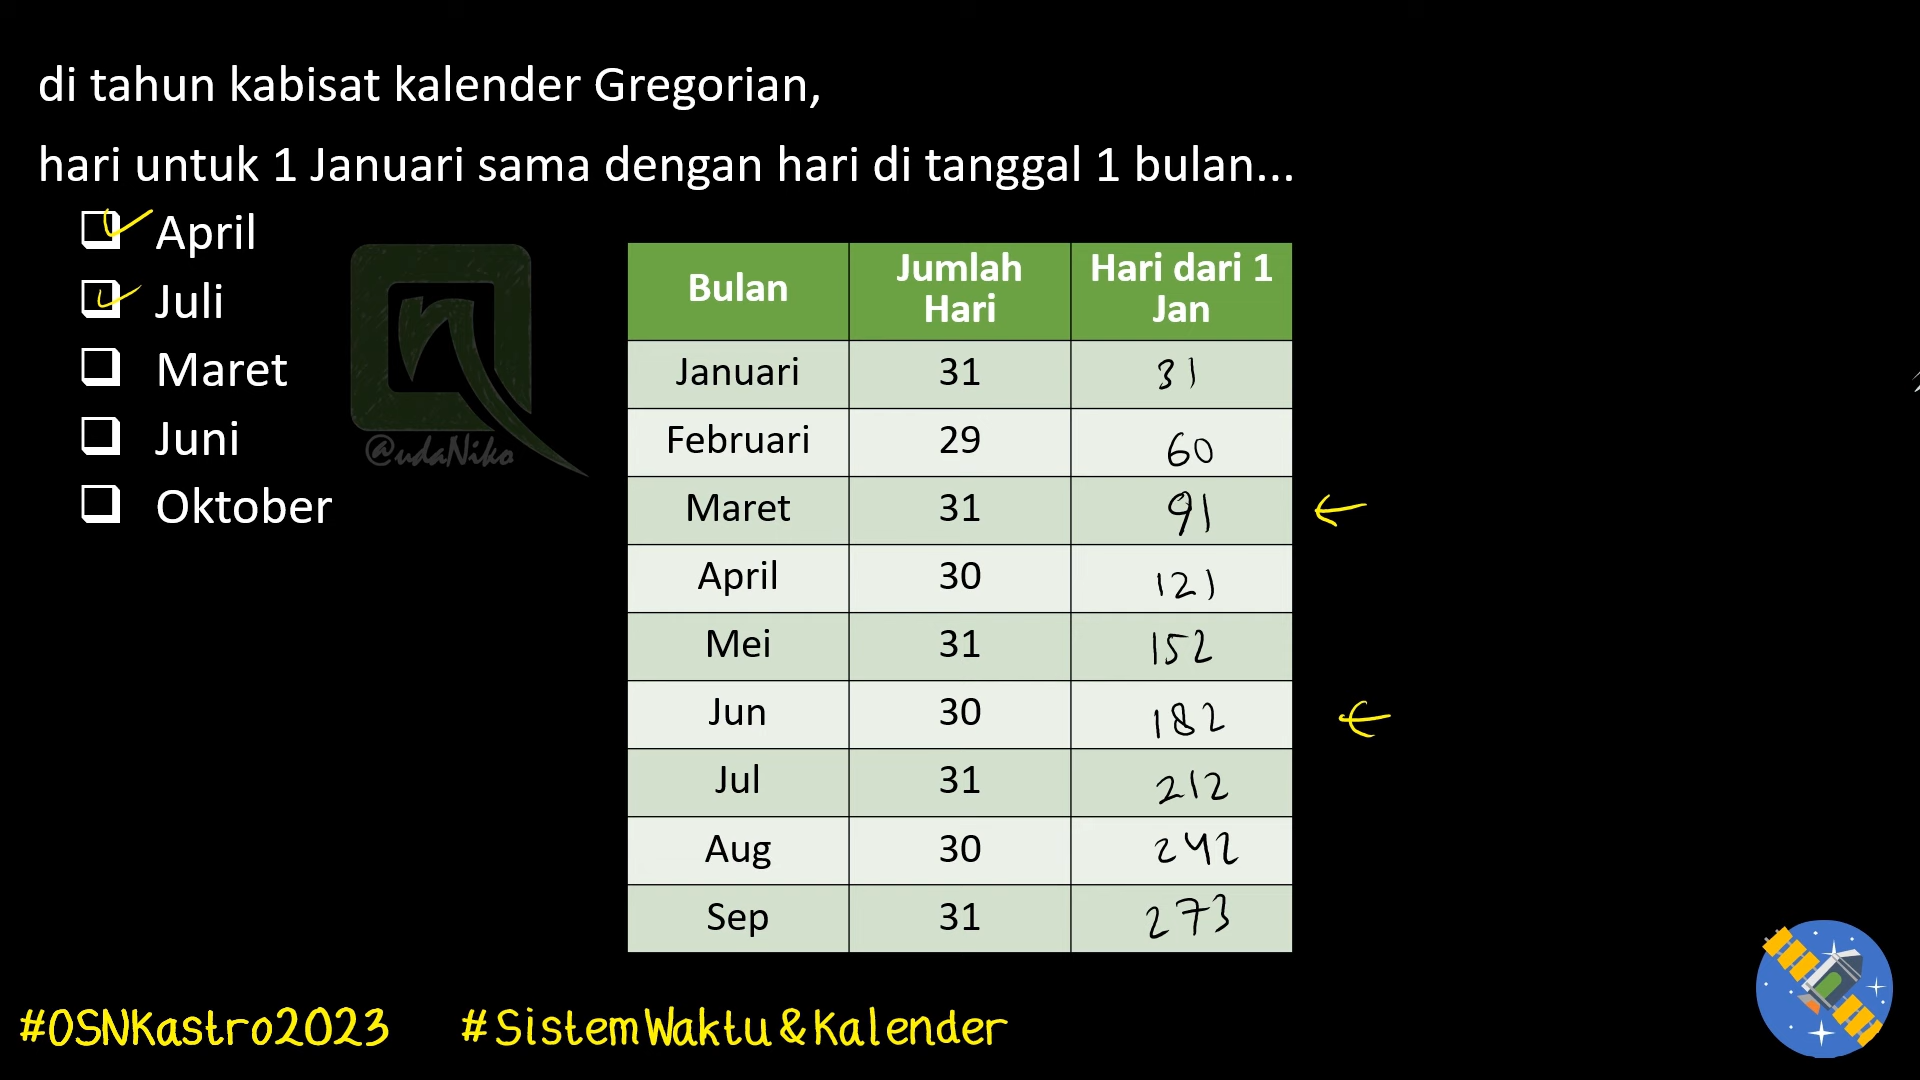 di tahun kabisat kalender Gregorian,
hari untuk 1 Januari sama dengan hari di tanggal 1 bulan...
April
Juli
Maret
Juni
Oktober
@udaNiko
Bulan Jumlah Hari Hari dari 1 Jan
Januari 31 31
Februari 29 60
Maret 31 91
April 30 121
Mei 31 152
Jun 30 182
Jul 31 212
Aug 30 242
Sep 31 273
#OSNKastro2023 #SistemWaktu&Kalender